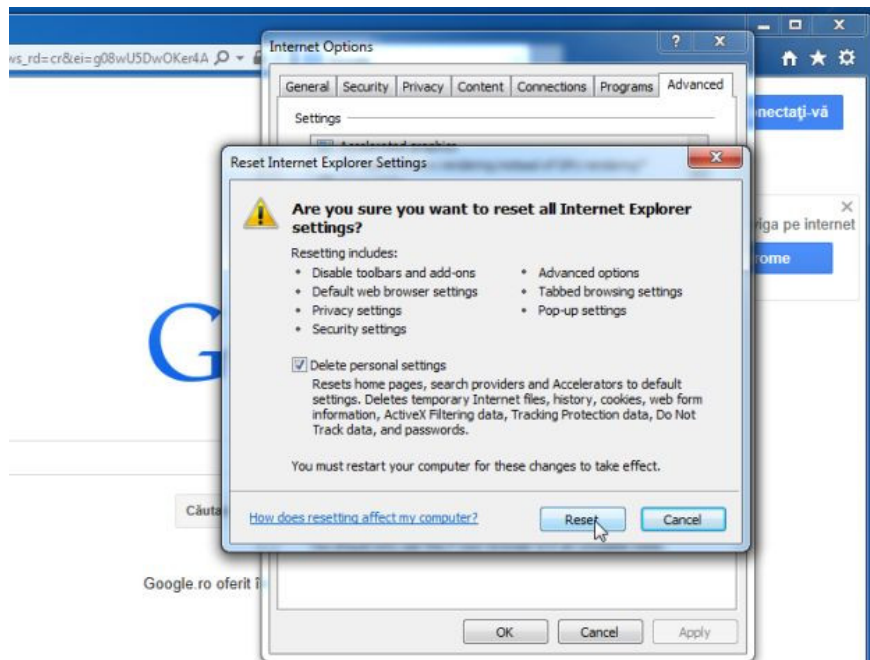 Internet Options
? X
ws_rd=cr&ei=g08wU5DwOKer4A
General Security Privacy Content Connections Programs Advanced
nectaţi-vă
Settings
Accelerated graphics
Reset Internet Explorer Settings
Are you sure you want to reset all Internet Explorer
settings?
Resetting includes:
• Disable toolbars and add-ons
• Default web browser settings
• Privacy settings
• Security settings
• Advanced options
• Tabbed browsing settings
• Pop-up settings
Delete personal settings
Resets home pages, search providers and Accelerators to default
settings. Deletes temporary Internet files, history, cookies, web form
information, ActiveX Filtering data, Tracking Protection data, Do Not
Track data, and passwords.
You must restart your computer for these changes to take effect.
How does resetting affect my computer?
Reset Cancel
riga pe internet
rome
G
Căuta
Google.ro oferit î
OK Cancel Apply